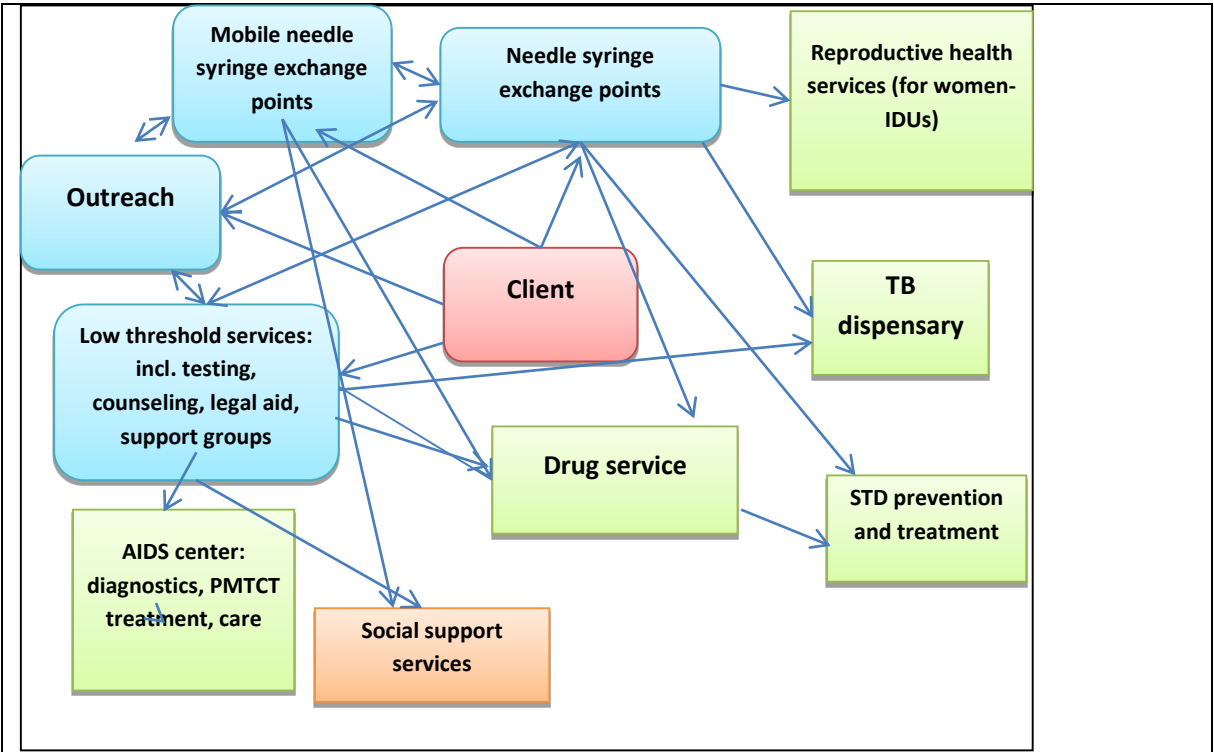 Mobile needle
syringe exchange
points
Needle syringe
exchange points
Reproductive health
services (for women-
IDUs)
Outreach
Client
TB
dispensary
Low threshold services:
incl. testing,
counseling, legal aid,
support groups
Drug service
STD prevention
and treatment
AIDS center:
diagnostics, PMTCT
treatment, care
Social support
services